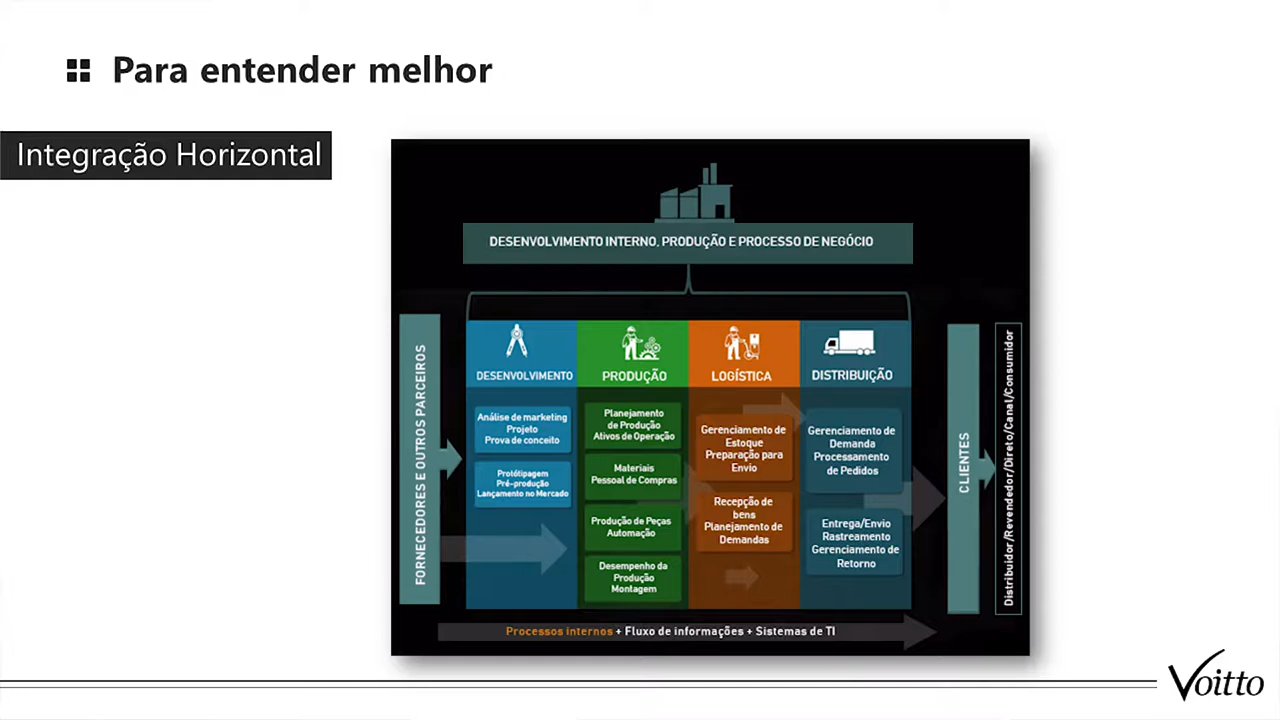 Para entender melhor
Integração Horizontal
DESENVOLVIMENTO INTERNO, PRODUÇÃO E PROCESSO DE NEGÓCIO
FORNECEDORES E OUTROS PARCEIROS
DESENVOLVIMENTO
Análise de marketing
Projeto
Prova de conceito
Protótipagem
Pré-produção
Lançamento no Mercado
PRODUÇÃO
Planejamento
de Produção
Ativos de Operação
Materiais
Pessoal de Compras
Produção de Peças
Automação
Desempenho da
Produção
Montagem
LOGÍSTICA
Gerenciamento de
Estoque
Preparação para
Envio
Recepção de
bens
Planejamento de
Demandas
DISTRIBUIÇÃO
Gerenciamento de
Demanda
Processamento
de Pedidos
Entrega/Envio
Rastreamento
Gerenciamento de
Retorno
CLIENTES
Distribuidor/Revendedor/Direto/Canal/Consumidor
Processos internos + Fluxo de informações + Sistemas de TI
Voitto